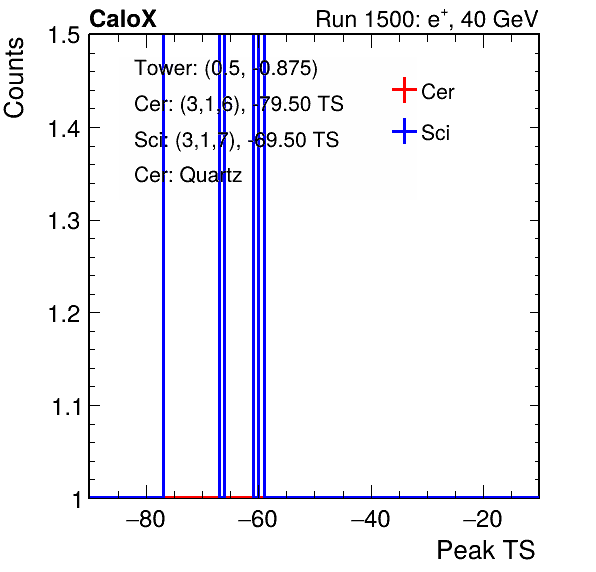 CaloX Run 1500: e⁺, 40 GeV
Counts
1.5
1.4
1.3
1.2
1.1
1
Tower: (0.5, -0.875)
Cer: (3,1,6), -79.50 TS
Sci: (3,1,7), -69.50 TS
Cer: Quartz
Cer
Sci
−80 −60 −40 −20
Peak TS